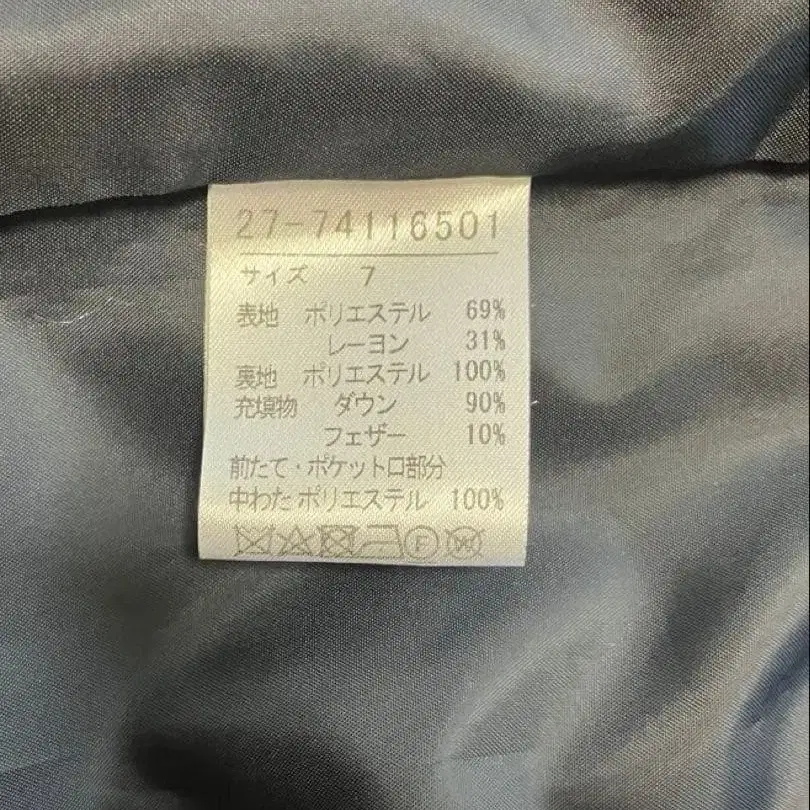 27-74116501
サイズ 7
表地 ポリエステル 69%
レーヨン 31%
裏地 ポリエステル 100%
充填物 ダウン 90%
フェザー 10%
前たて・ポケット口部分
中わた ポリエステル 100%
F W